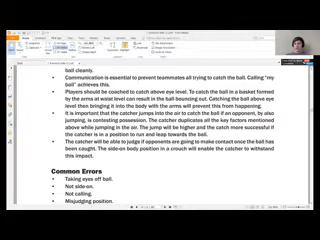 ball cleanly.
• Communication is essential to prevent teammates all trying to catch the ball. Calling "my
ball" achieves this.
• Players should be coached to catch above eye level. To catch the ball in a basket formed
by the arms at waist level can result in the ball bouncing out. Catching the ball above eye
level then bringing it into the body with the arms will prevent this from happening.
• It is important that the catcher jumps into the air to catch the ball if an opponent, by also
jumping, is contesting possession. The catcher duplicates all the key factors mentioned
above while jumping in the air. The jump will be higher and the catch more successful if
the catcher is in a position to run and leap towards the ball.
• The catcher will be able to judge if opponents are going to make contact once the ball has
been caught. The side-on body position in a crouch will enable the catcher to withstand
this impact.
Common Errors
• Taking eyes off ball.
• Not side-on.
• Not calling.
• Misjudging position.